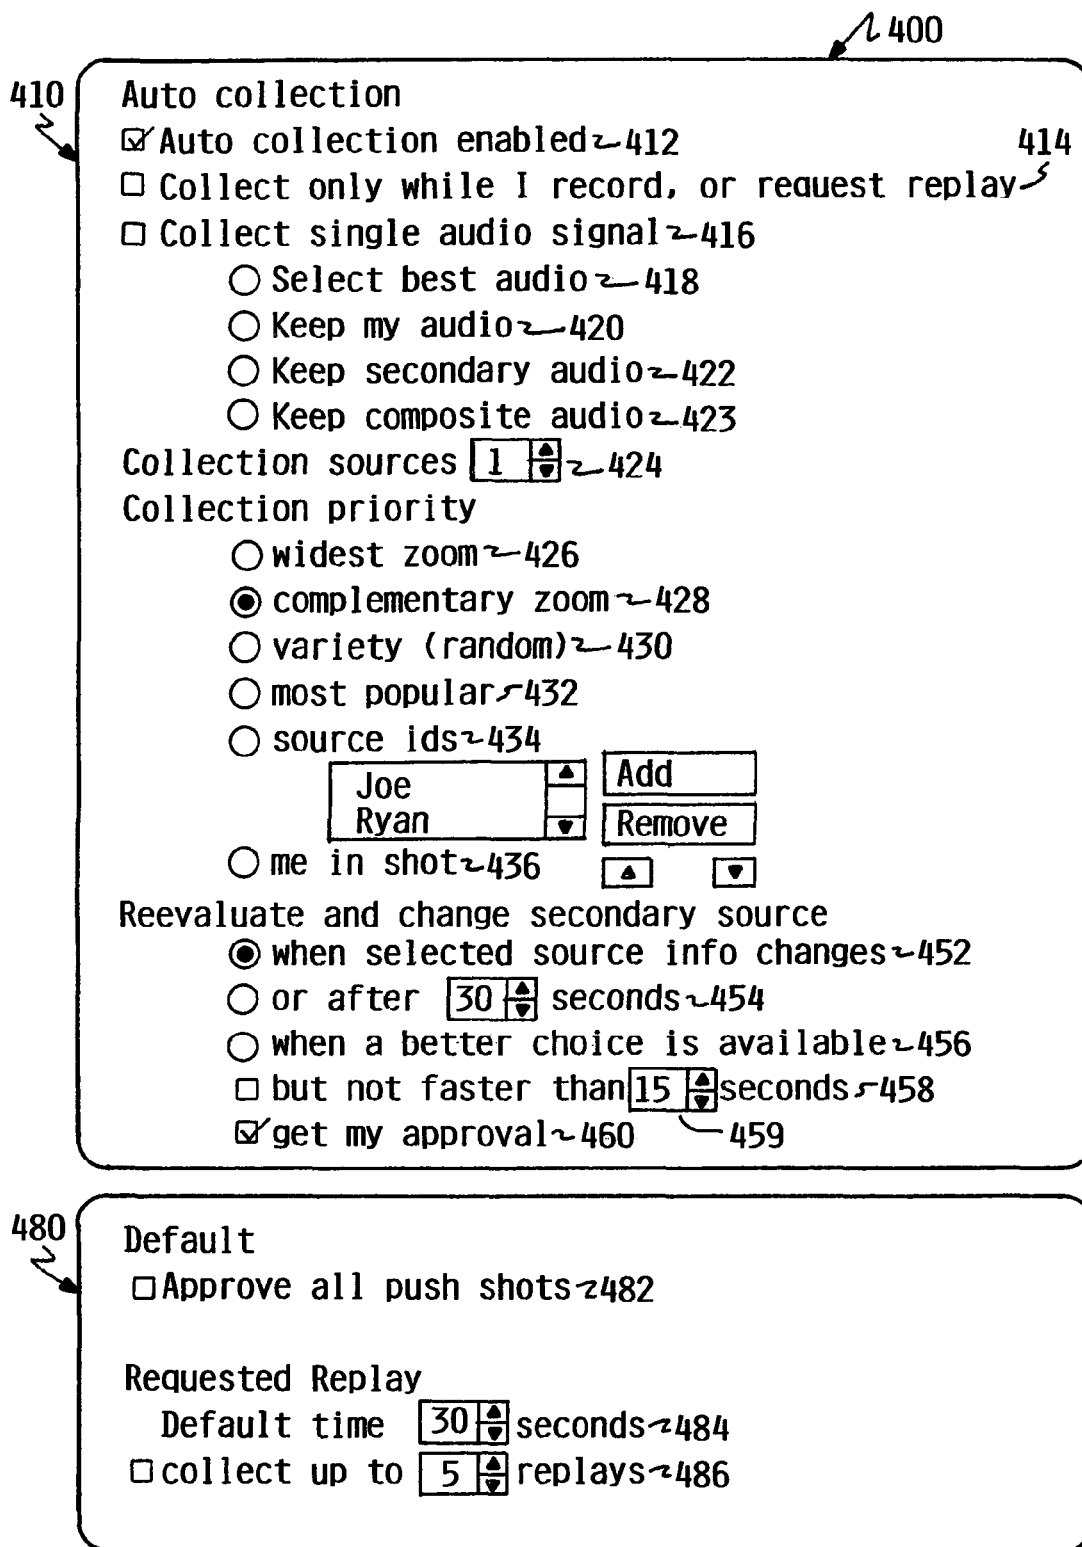 400
410
Auto collection
Auto collection enabled 412
414
Collect only while I record, or request replay
Collect single audio signal 416
Select best audio 418
Keep my audio 420
Keep secondary audio 422
Keep composite audio 423
Collection sources 1 424
Collection priority
widest zoom 426
complementary zoom 428
variety (random) 430
most popular 432
source ids 434
Joe Add
Ryan Remove
me in shot 436
Reevaluate and change secondary source
when selected source info changes 452
or after 30 seconds 454
when a better choice is available 456
but not faster than 15 seconds 458
get my approval 460 459
480
Default
Approve all push shots 482
Requested Replay
Default time 30 seconds 484
collect up to 5 replays 486